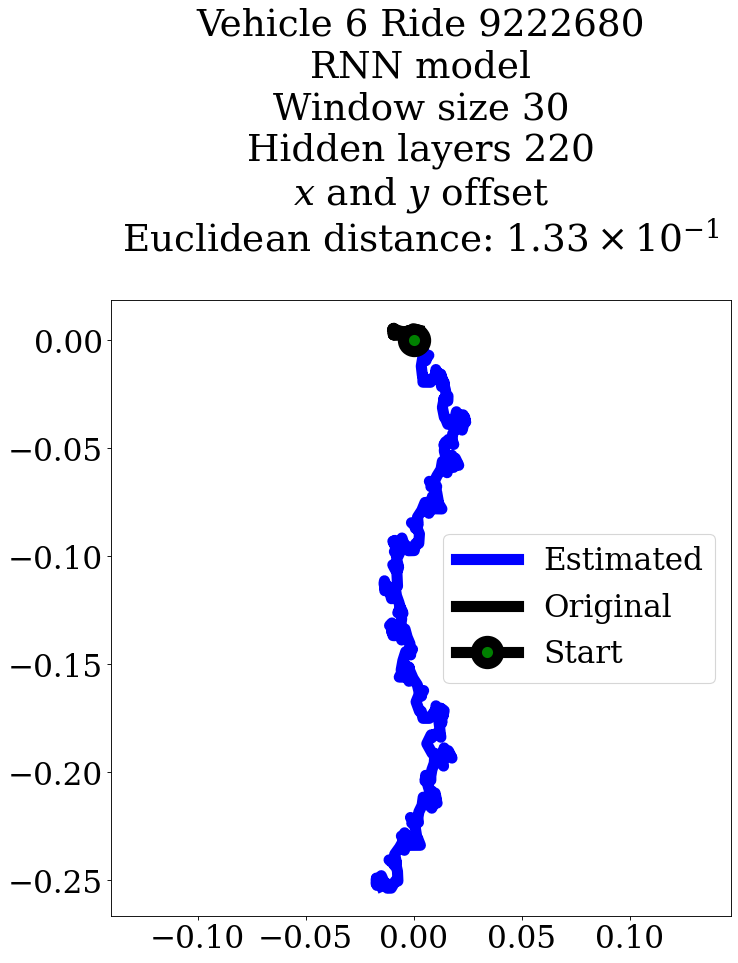 Vehicle 6 Ride 9222680
RNN model
Window size 30
Hidden layers 220
x and y offset
Euclidean distance: 1.33 × 10⁻¹
0.00
−0.05
−0.10
−0.15
−0.20
−0.25
Estimated
Original
Start
−0.10 −0.05 0.00 0.05 0.10